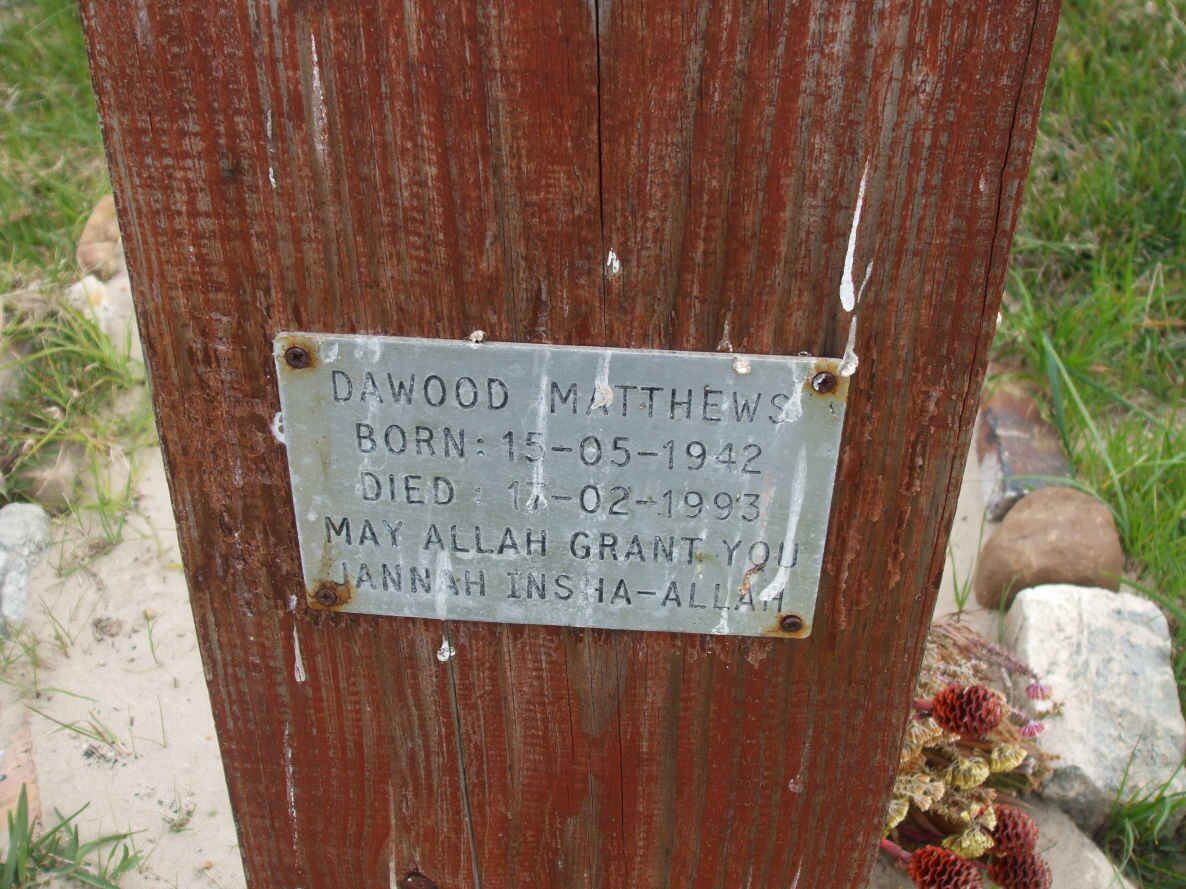 DAWOOD MATTHEWS
BORN: 15-05-1942
DIED : 17-02-1993
MAY ALLAH GRANT YOU
JANNAH INSHA-ALLAH